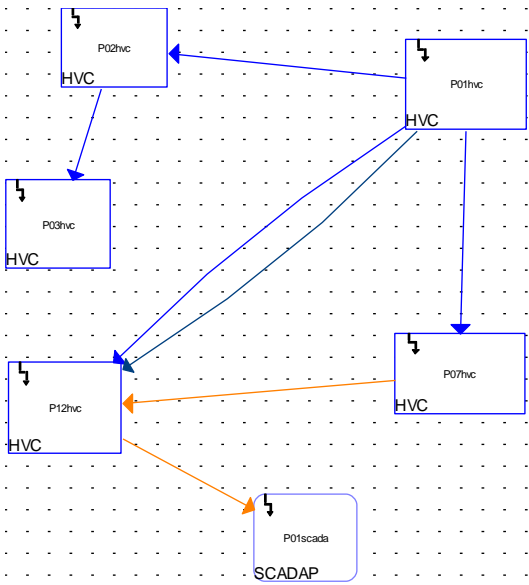 P02hvc
HVC
P01hvc
HVC
P03hvc
HVC
P07hvc
HVC
P12hvc
HVC
P01scada
SCADAP